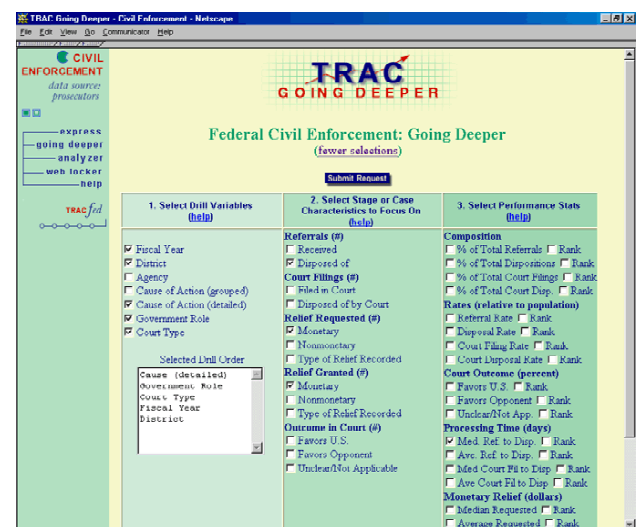 TRAC Going Deeper - Civil Enforcement - Netscape
File Edit View Go Communicator Help
CIVIL
ENFORCEMENT
data source:
prosecutors
express
going deeper
analyzer
web locker
help
TRACfed
TRAC
GOING DEEPER
Federal Civil Enforcement: Going Deeper
(fewer selections)
Submit Request
1. Select Drill Variables
(help)
Fiscal Year
District
Agency
Cause of Action (grouped)
Cause of Action (detailed)
Government Role
Court Type
Selected Drill Order
Cause (detailed)
Government Role
Court Type
Fiscal Year
District
2. Select Stage or Case
Characteristics to Focus On
(help)
Referrals (#)
Received
Disposed of
Court Filings (#)
Filed in Court
Disposed of by Court
Relief Requested (#)
Monetary
Nonmonetary
Type of Relief Recorded
Relief Granted (#)
Monetary
Nonmonetary
Type of Relief Recorded
Outcome in Court (#)
Favors U.S.
Favors Opponent
Unclear/Not Applicable
3. Select Performance Stats
(help)
Composition
% of Total Referrals Rank
% of Total Dispositions Rank
% of Total Court Filings Rank
% of Total Court Disp. Rank
Rates (relative to population)
Referral Rate Rank
Disposal Rate Rank
Court Filing Rate Rank
Court Disposal Rate Rank
Court Outcome (percent)
Favors U.S. Rank
Favors Opponent Rank
Unclear/Not App. Rank
Processing Time (days)
Med. Ref. to Disp. Rank
Ave. Ref. to Disp. Rank
Med Court Fil to Disp Rank
Ave Court Fil to Disp Rank
Monetary Relief (dollars)
Median Requested Rank
Average Requested Rank